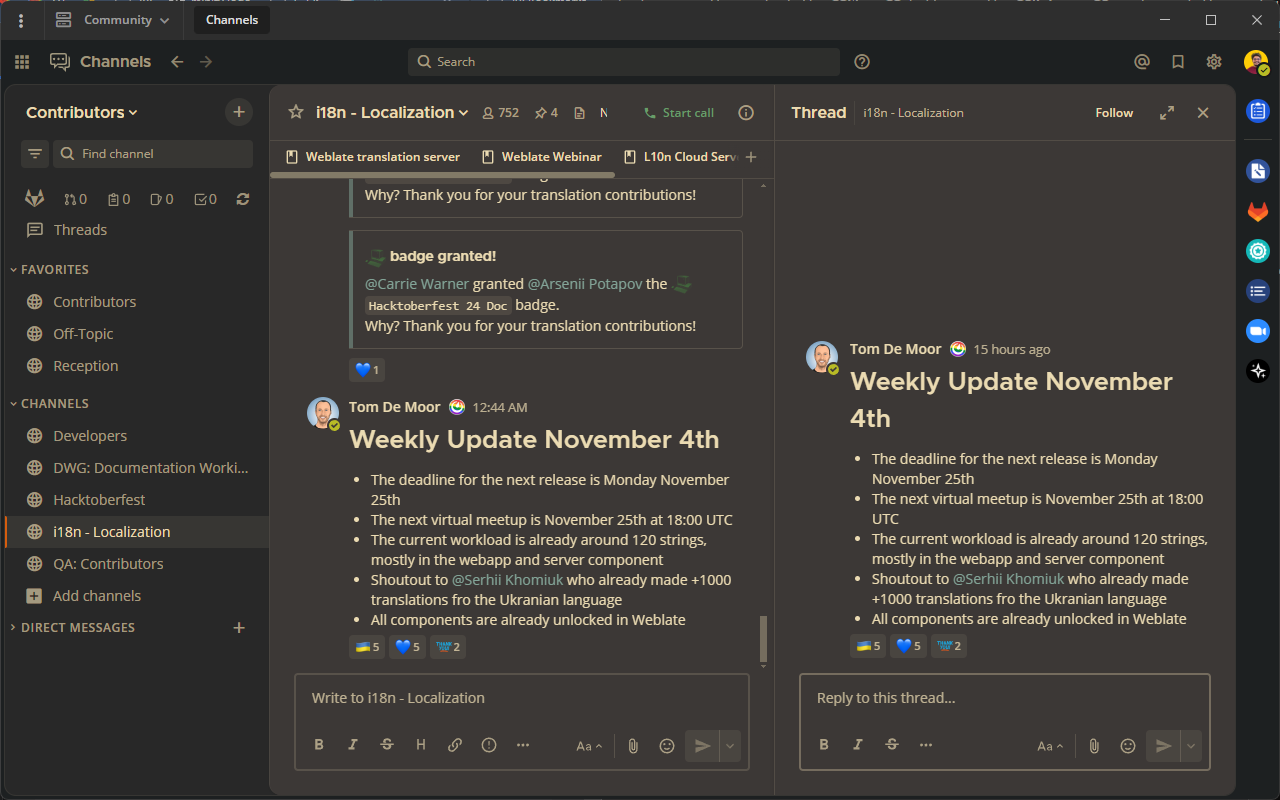 Community
Channels
Channels
Search
Contributors
Find channel
0
0
0
0
Threads
FAVORITES
Contributors
Off-Topic
Reception
CHANNELS
Developers
DWG: Documentation Worki...
Hacktoberfest
i18n - Localization
QA: Contributors
Add channels
DIRECT MESSAGES
i18n - Localization
752
4
N
Start call
Weblate translation server
Weblate Webinar
L10n Cloud Serv
Why? Thank you for your translation contributions!
badge granted!
@Carrie Warner granted @Arsenii Potapov the
Hacktoberfest 24 Doc badge.
Why? Thank you for your translation contributions!
1
Tom De Moor 12:44 AM
Weekly Update November 4th
• The deadline for the next release is Monday November
25th
• The next virtual meetup is November 25th at 18:00 UTC
• The current workload is already around 120 strings,
mostly in the webapp and server component
• Shoutout to @Serhii Khomiuk who already made +1000
translations fro the Ukranian language
• All components are already unlocked in Weblate
5
5
2
Write to i18n - Localization
B I S H
Aa
Thread
i18n - Localization
Follow
Tom De Moor 15 hours ago
Weekly Update November
4th
• The deadline for the next release is Monday
November 25th
• The next virtual meetup is November 25th at 18:00
UTC
• The current workload is already around 120 strings,
mostly in the webapp and server component
• Shoutout to @Serhii Khomiuk who already made
+1000 translations fro the Ukranian language
• All components are already unlocked in Weblate
5
5
2
Reply to this thread...
B I S
Aa